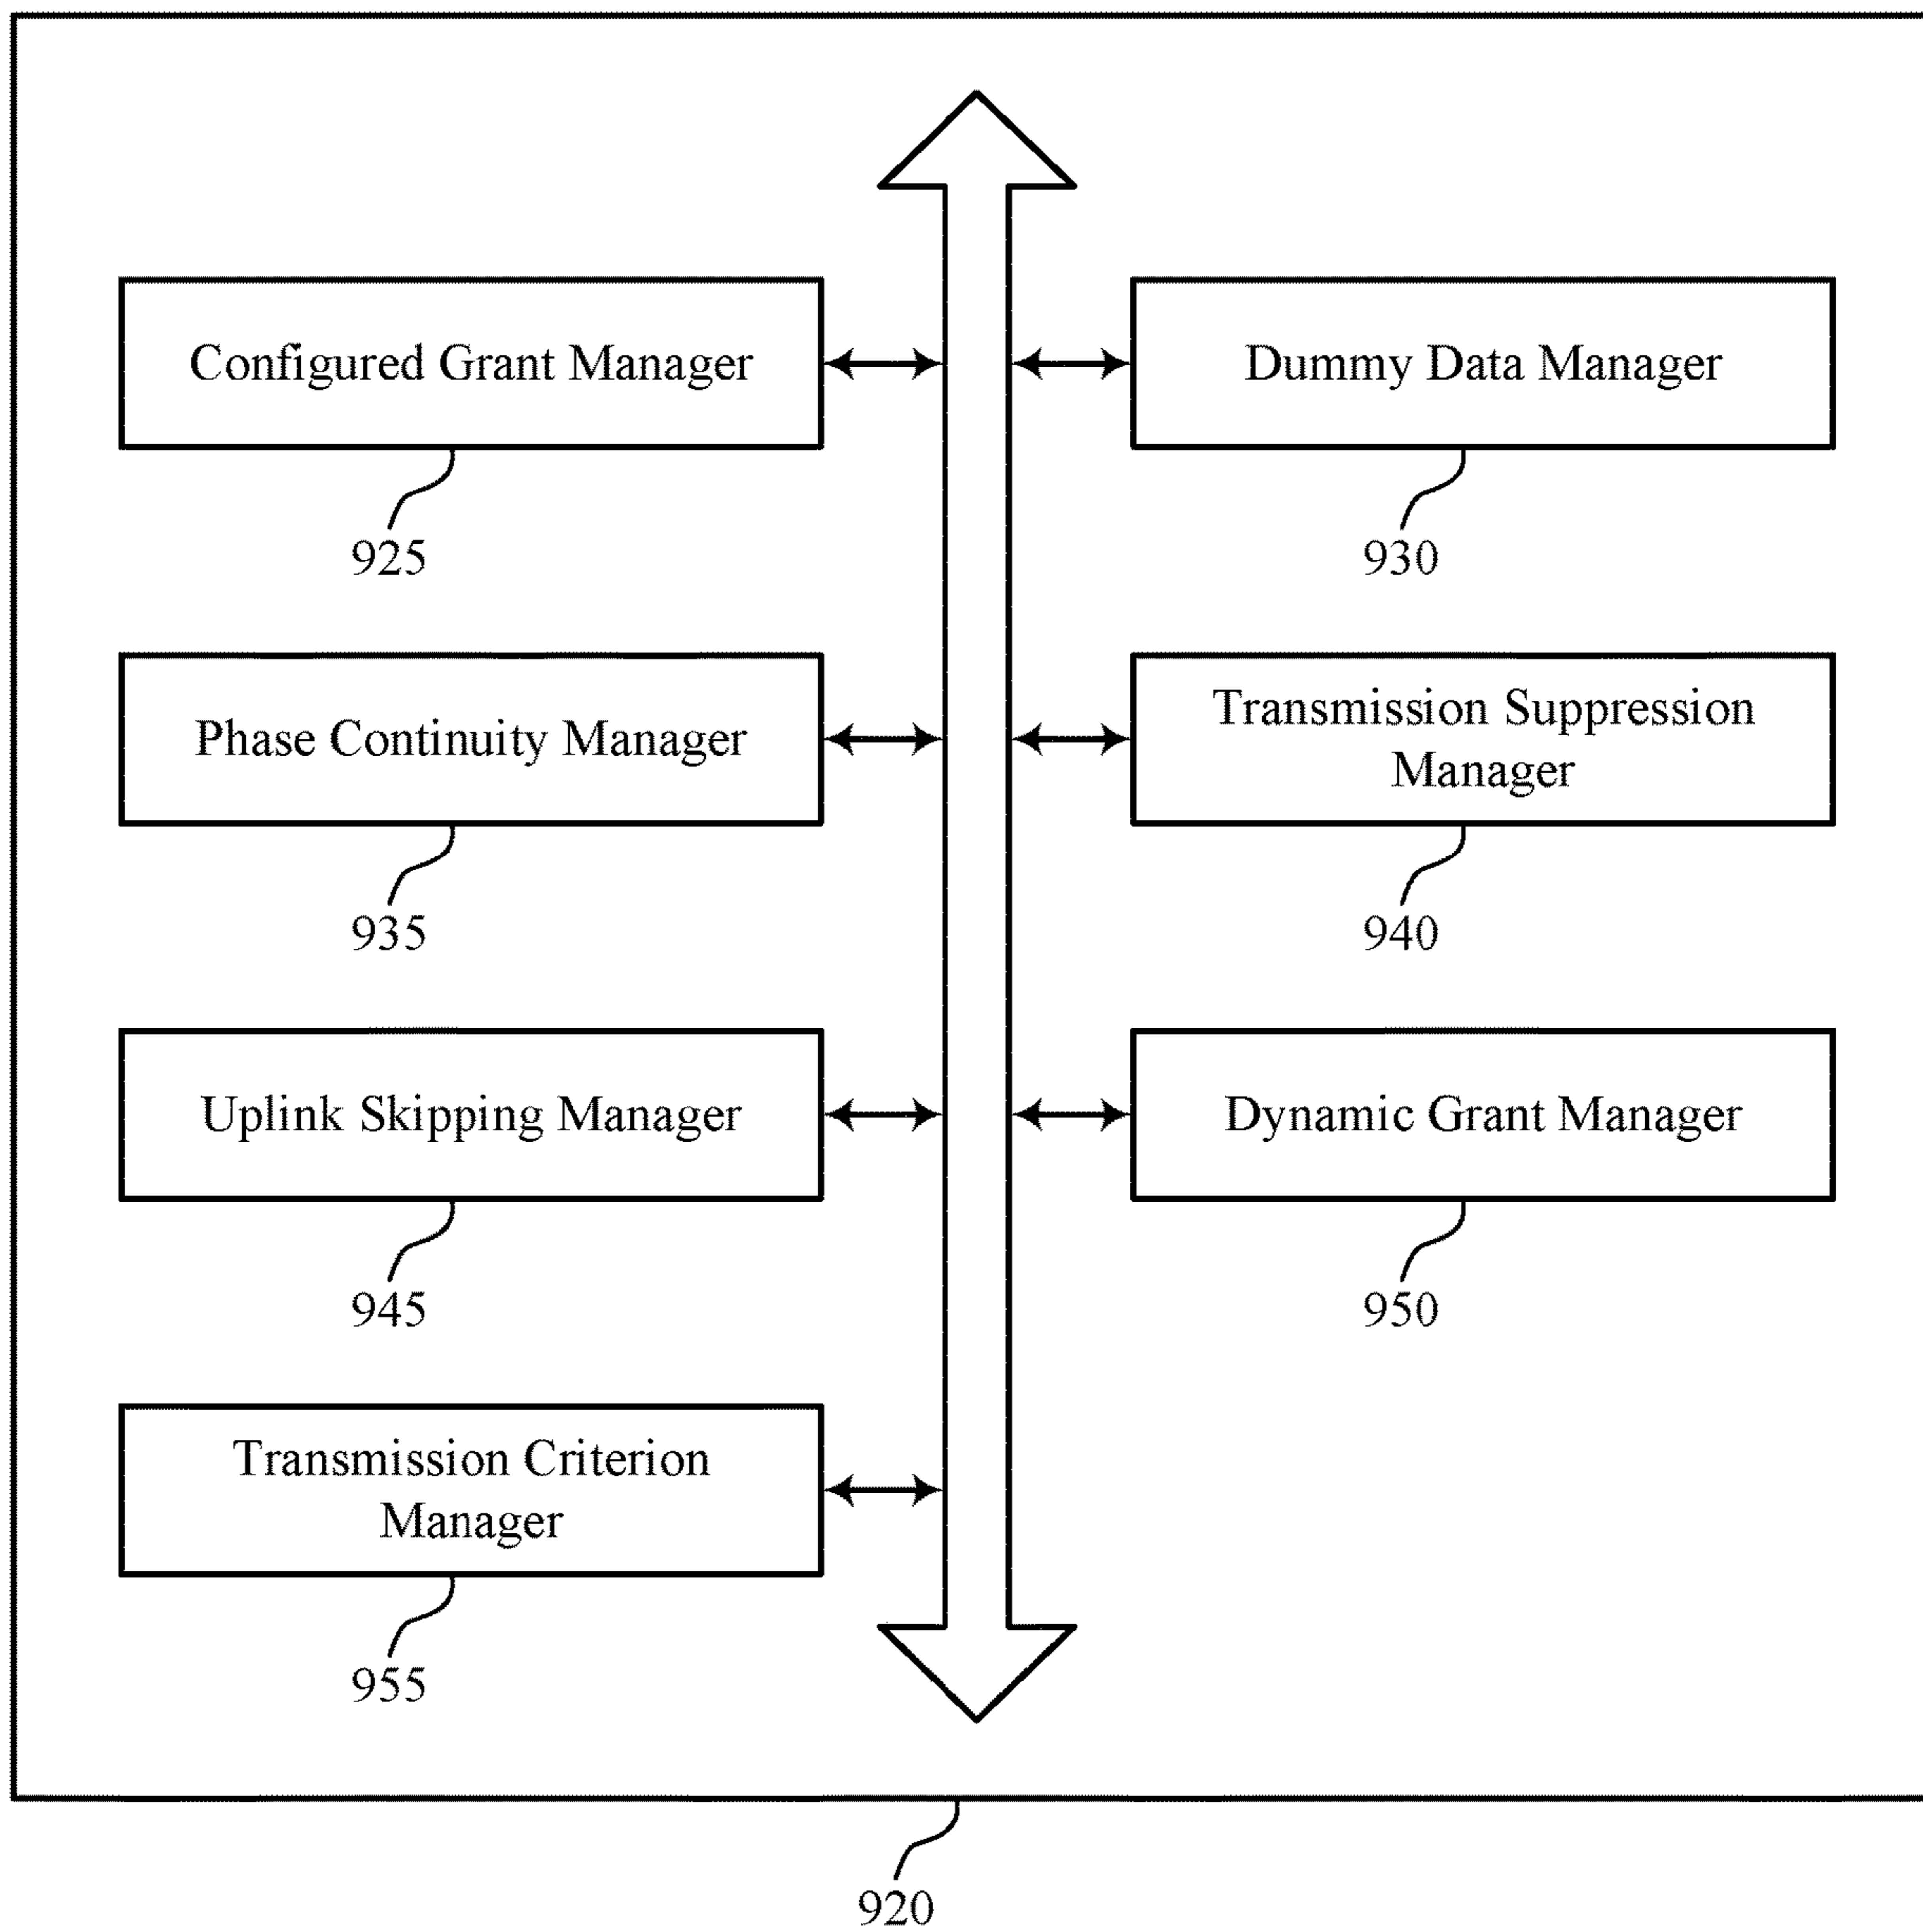 Configured Grant Manager
925
Dummy Data Manager
930
Phase Continuity Manager
935
Transmission Suppression
Manager
940
Uplink Skipping Manager
945
Dynamic Grant Manager
950
Transmission Criterion
Manager
955
920